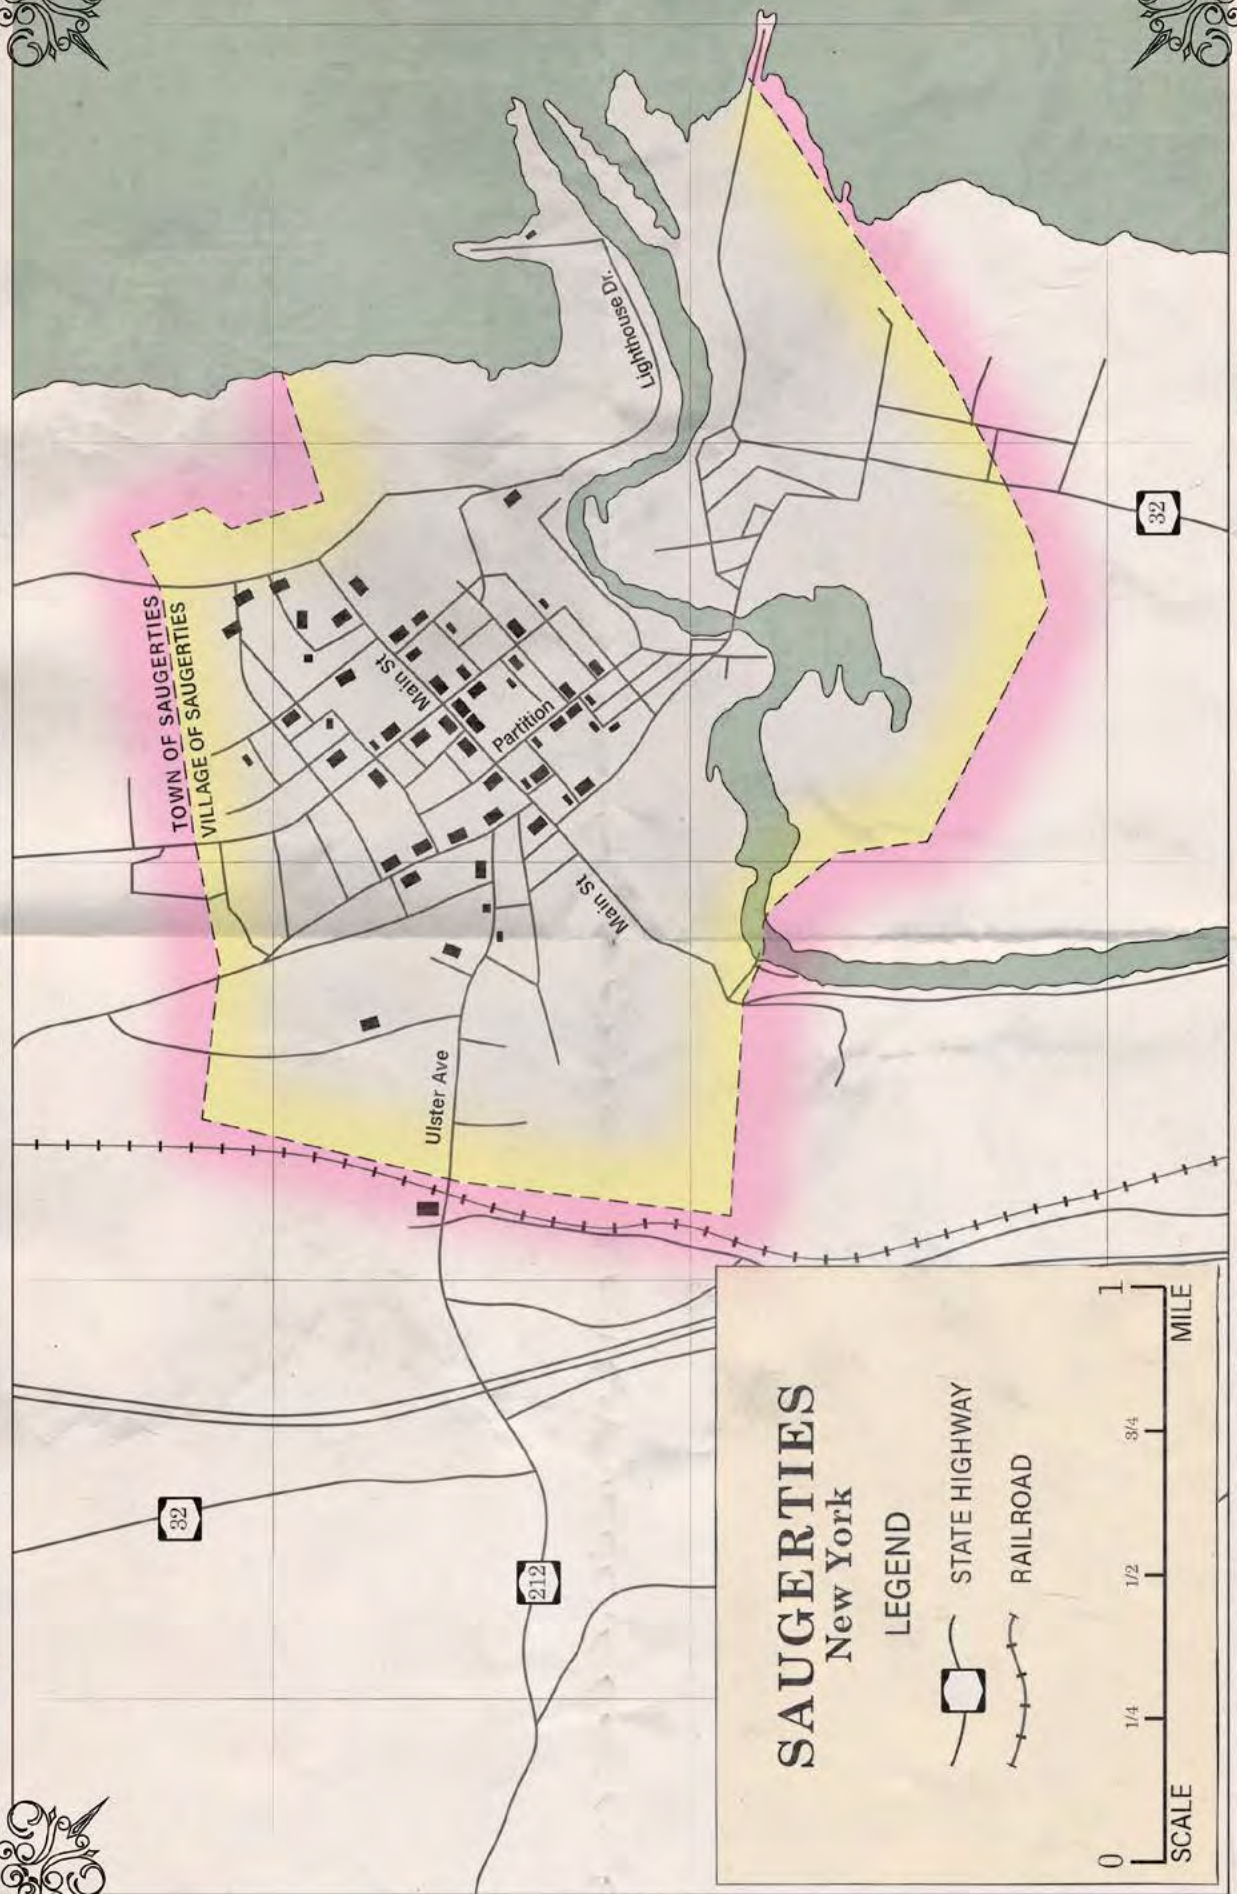 TOWN OF SAUGERTIES
VILLAGE OF SAUGERTIES
32
212
Ulster Ave
Main St
Main St
Partition
Lighthouse Dr.
32
SAUGERTIES
New York
LEGEND
STATE HIGHWAY
RAILROAD
0 1/4 1/2 3/4 1
SCALE MILE